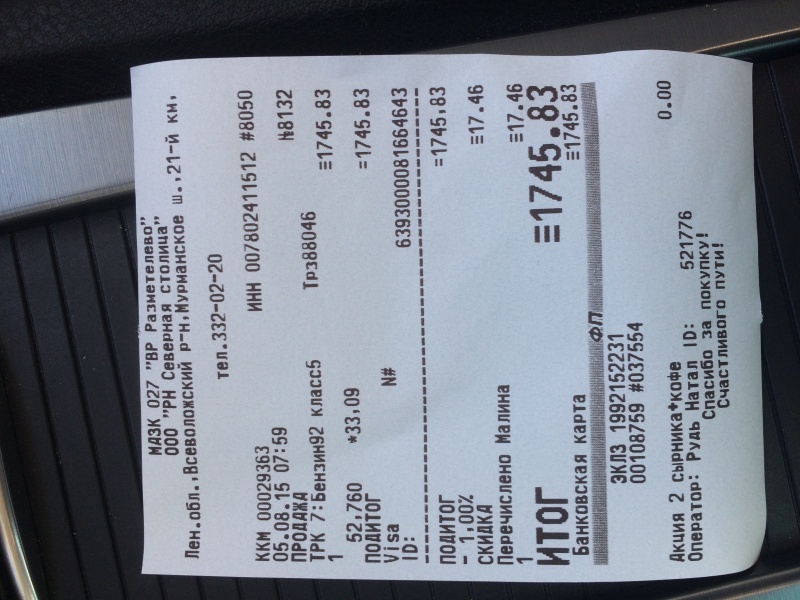 МАЗК 027 "ВР Разметелево"
ООО "РН Северная столица"
Лен.обл.,Всеволожский р-н,Мурманское ш.,21-й км,
тел.332-02-20
ККМ 00029363 ИНН 007802411512 #8050
05.08.15 07:59 №8132
ПРОДАЖА
ТРК 7:Бензин92 класс5 Трз88046 ≡1745.83
1
52,760 *33,09 =1745.83
ПОДИТОГ
Visa N# 6393000081664643
ID:
ПОДИТОГ =1745.83
- 1,00%
СКИДКА ≡17.46
Перечислено Малина
1 ≡17.46
ИТОГ ≡1745.83
Банковская карта ≡1745.83
ФП
ЭКЛЗ 1992152231
00108759 #037554
Акция 2 сырника*кофе 0.00
Оператор: Рудь Натал ID: 521776
Спасибо за покупку!
Счастливого пути!